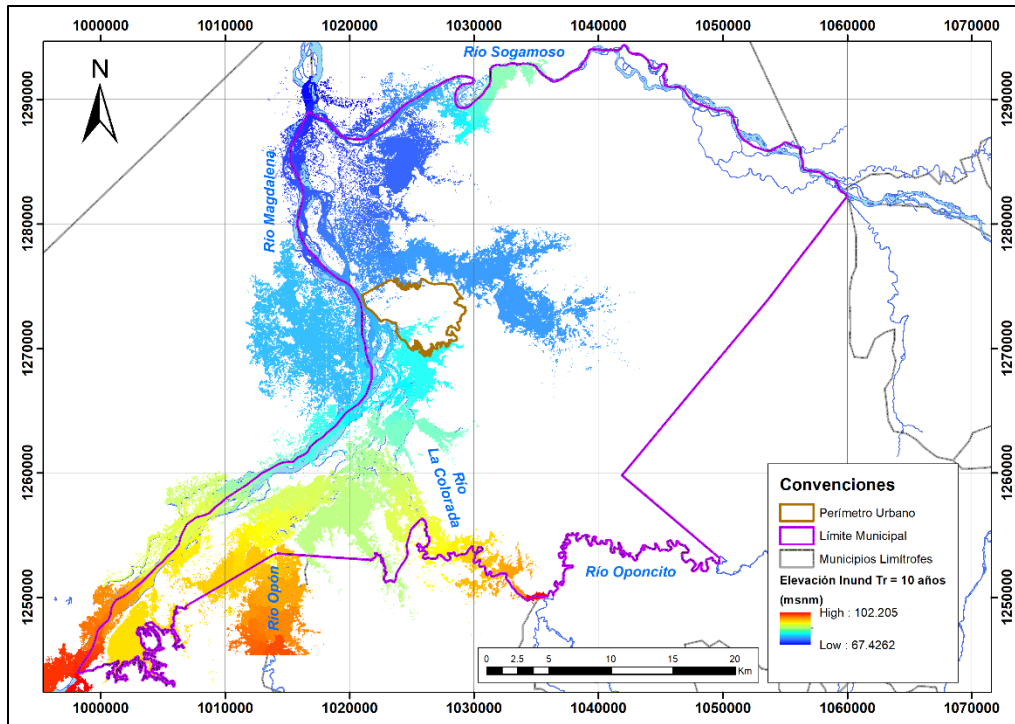 1000000 1010000 1020000 1030000 1040000 1050000 1060000 1070000
N
Río Sogamoso
Río Magdalena
1290000
1280000
1270000
1260000
1250000
1290000
1280000
1270000
1260000
1250000
Río
La Colorada
Río Opón
Río Oponcito
Convenciones
Perímetro Urbano
Límite Municipal
Municipios Limítrofes
Elevación Inund Tr = 10 años
(msnm)
High : 102.205
Low : 67.4262
0 2.5 5 10 15 20
Km
1000000 1010000 1020000 1030000 1040000 1050000 1060000 1070000